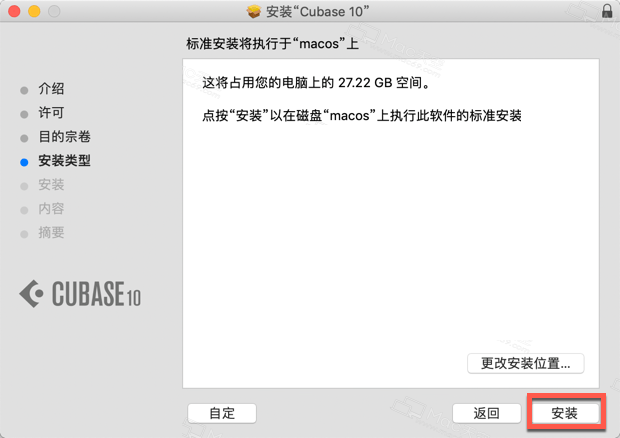 安装“Cubase 10”
标准安装将执行于“macos”上
介绍
许可
目的宗卷
安装类型
安装
内容
摘要
这将占用您的电脑上的 27.22 GB 空间。
点按“安装”以在磁盘“macos”上执行此软件的标准安装
CUBASE 10
更改安装位置...
自定
返回
安装